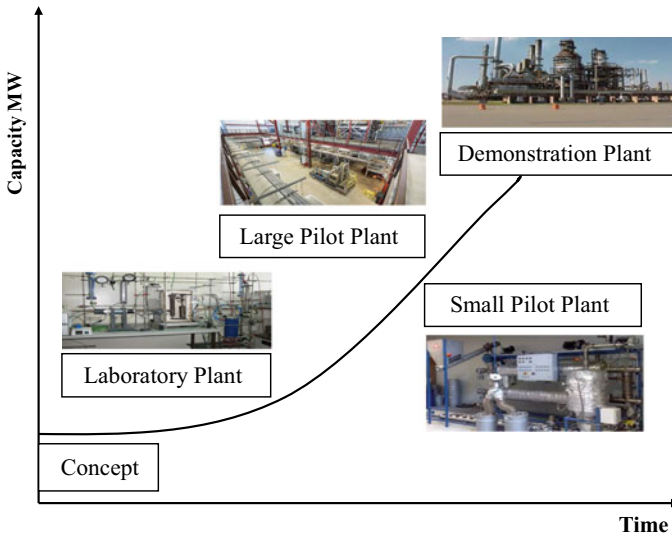 Capacity MW
Demonstration Plant
Large Pilot Plant
Small Pilot Plant
Laboratory Plant
Concept
Time